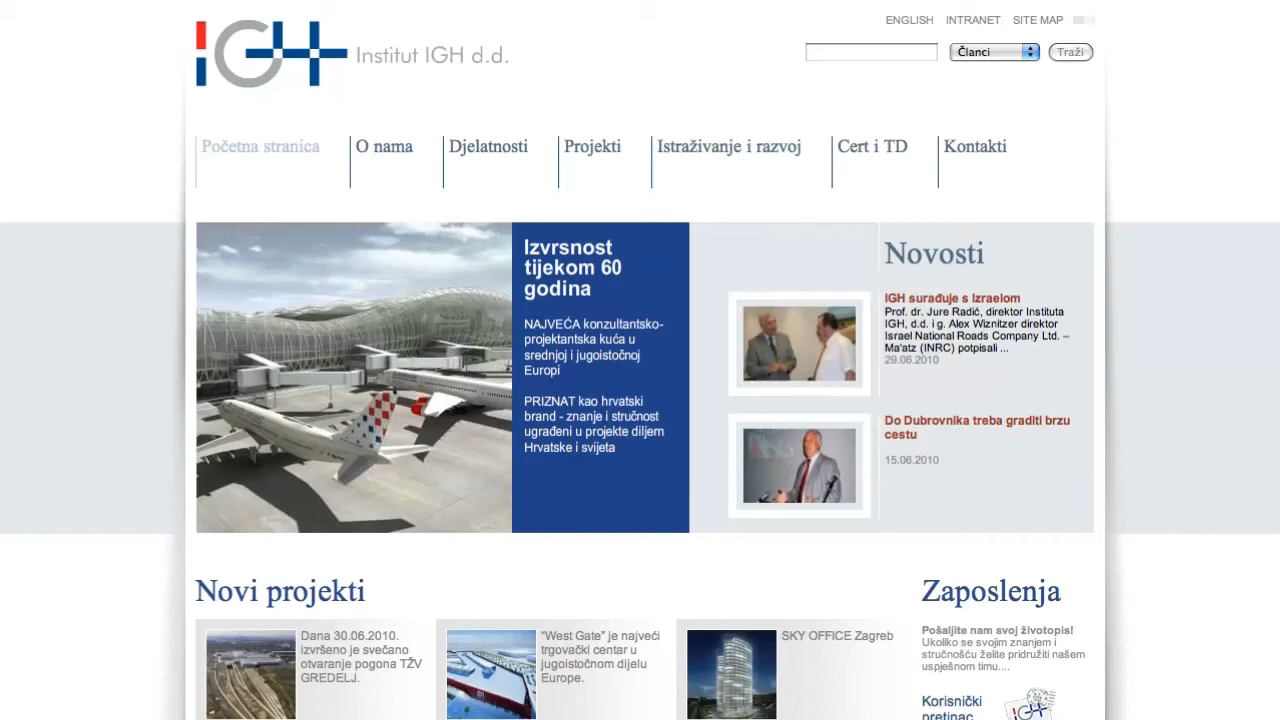 IGH Institut IGH d.d.
ENGLISH INTRANET SITE MAP
Članci Traži
Početna stranica O nama Djelatnosti Projekti Istraživanje i razvoj Cert i TD Kontakti
Izvrsnost
tijekom 60
godina
NAJVEĆA konzultantsko-
projektantska kuća u
srednjoj i jugoistočnoj
Europi
PRIZNAT kao hrvatski
brand - znanje i stručnost
ugrađeni u projekte diljem
Hrvatske i svijeta
Novosti
IGH surađuje s Izraelom
Prof. dr. Jure Radić, direktor Instituta
IGH, d.d. i g. Alex Wiznitzer direktor
Israel National Roads Company Ltd. –
Ma'atz (INRC) potpisali ...
29.06.2010
Do Dubrovnika treba graditi brzu
cestu
15.06.2010
Novi projekti
Dana 30.06.2010.
izvršeno je svečano
otvaranje pogona TŽV
GREDELJ.
“West Gate” je najveći
trgovački centar u
jugoistočnom dijelu
Europe.
SKY OFFICE Zagreb
Zaposlenja
Pošaljite nam svoj životopis!
Ukoliko se svojim znanjem i
stručnošću želite pridružiti našem
uspješnom timu....
Korisnički
pretinac
IGH